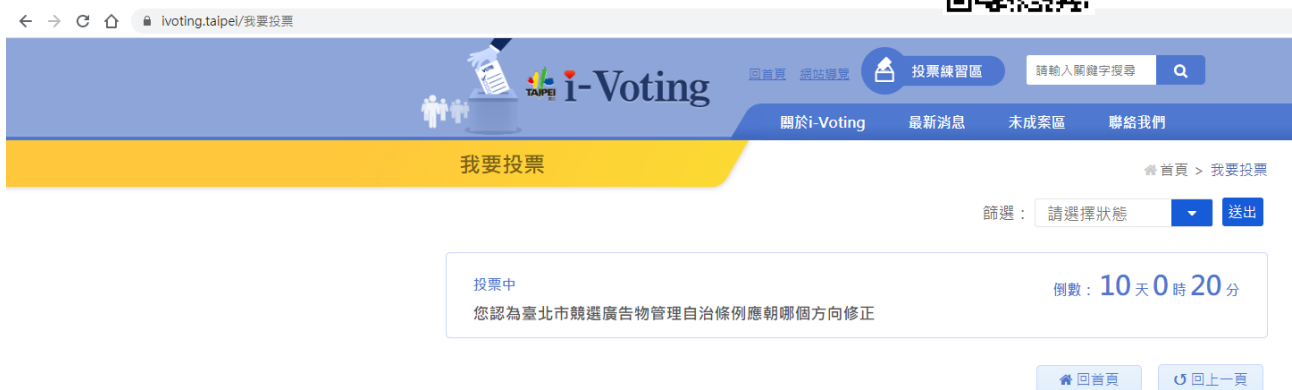 ivoting.taipei/我要投票
TAIPEI i-Voting
回首頁 網站導覽 投票練習區 請輸入關鍵字搜尋
關於i-Voting 最新消息 未成案區 聯絡我們
我要投票
首頁 > 我要投票
篩選： 請選擇狀態 送出
投票中
倒數：10天0時20分
您認為臺北市競選廣告物管理自治條例應朝哪個方向修正
回首頁 回上一頁